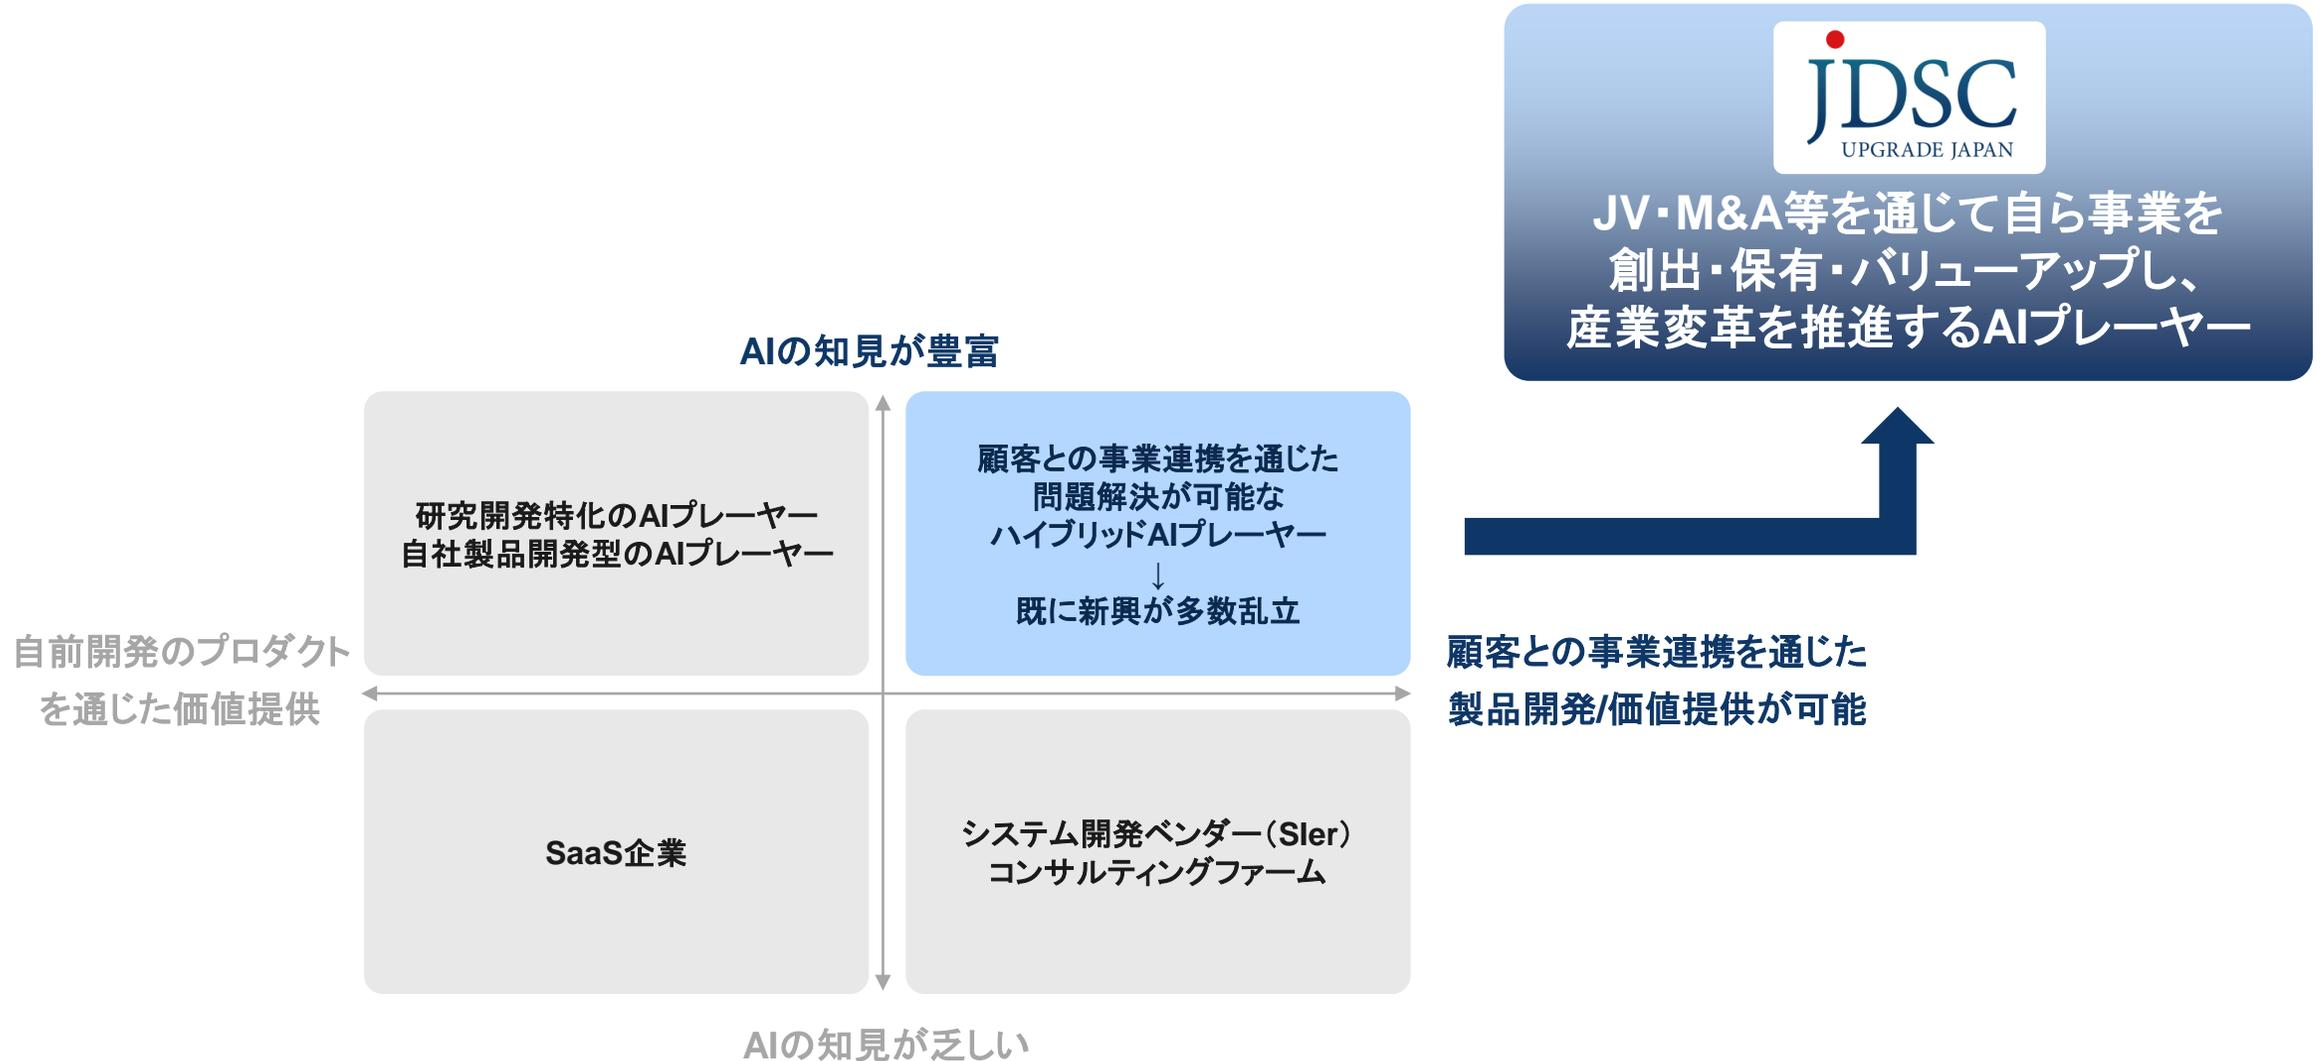 JDSC
UPGRADE JAPAN
JV・M&A等を通じて自ら事業を
創出・保有・バリューアップし、
産業変革を推進するAIプレーヤー
AIの知見が豊富
研究開発特化のAIプレーヤー
自社製品開発型のAIプレーヤー
顧客との事業連携を通じた
問題解決が可能な
ハイブリッドAIプレーヤー
↓
既に新興が多数乱立
自前開発のプロダクト
を通じた価値提供
顧客との事業連携を通じた
製品開発/価値提供が可能
SaaS企業
システム開発ベンダー（SIer）
コンサルティングファーム
AIの知見が乏しい